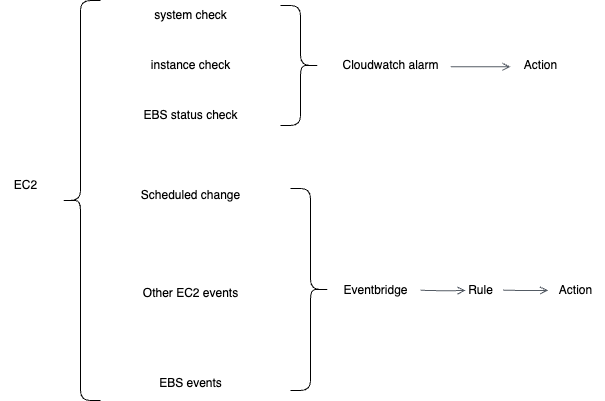 system check
instance check
Cloudwatch alarm
Action
EBS status check
EC2
Scheduled change
Other EC2 events
Eventbridge
Rule
Action
EBS events